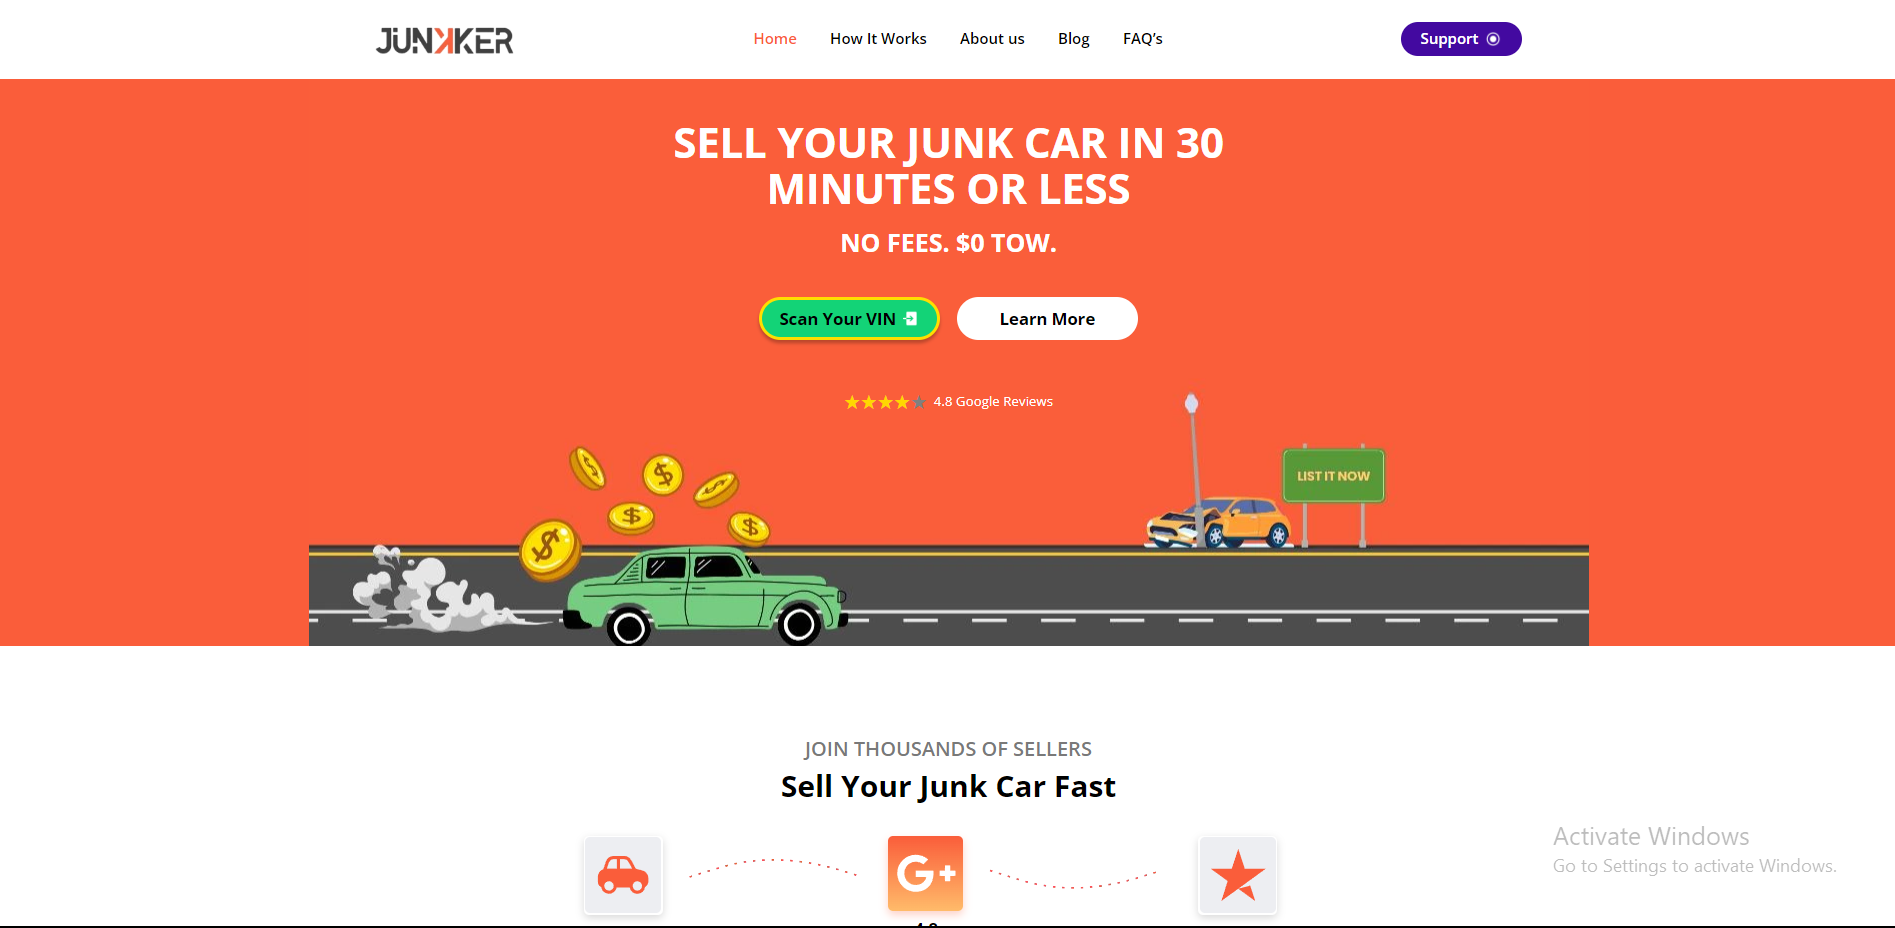 JUNKKER
Home
How It Works
About us
Blog
FAQ's
Support
SELL YOUR JUNK CAR IN 30
MINUTES OR LESS
NO FEES. $0 TOW.
Scan Your VIN
Learn More
4.8 Google Reviews
LIST IT NOW
JOIN THOUSANDS OF SELLERS
Sell Your Junk Car Fast
G+
Activate Windows
Go to Settings to activate Windows.